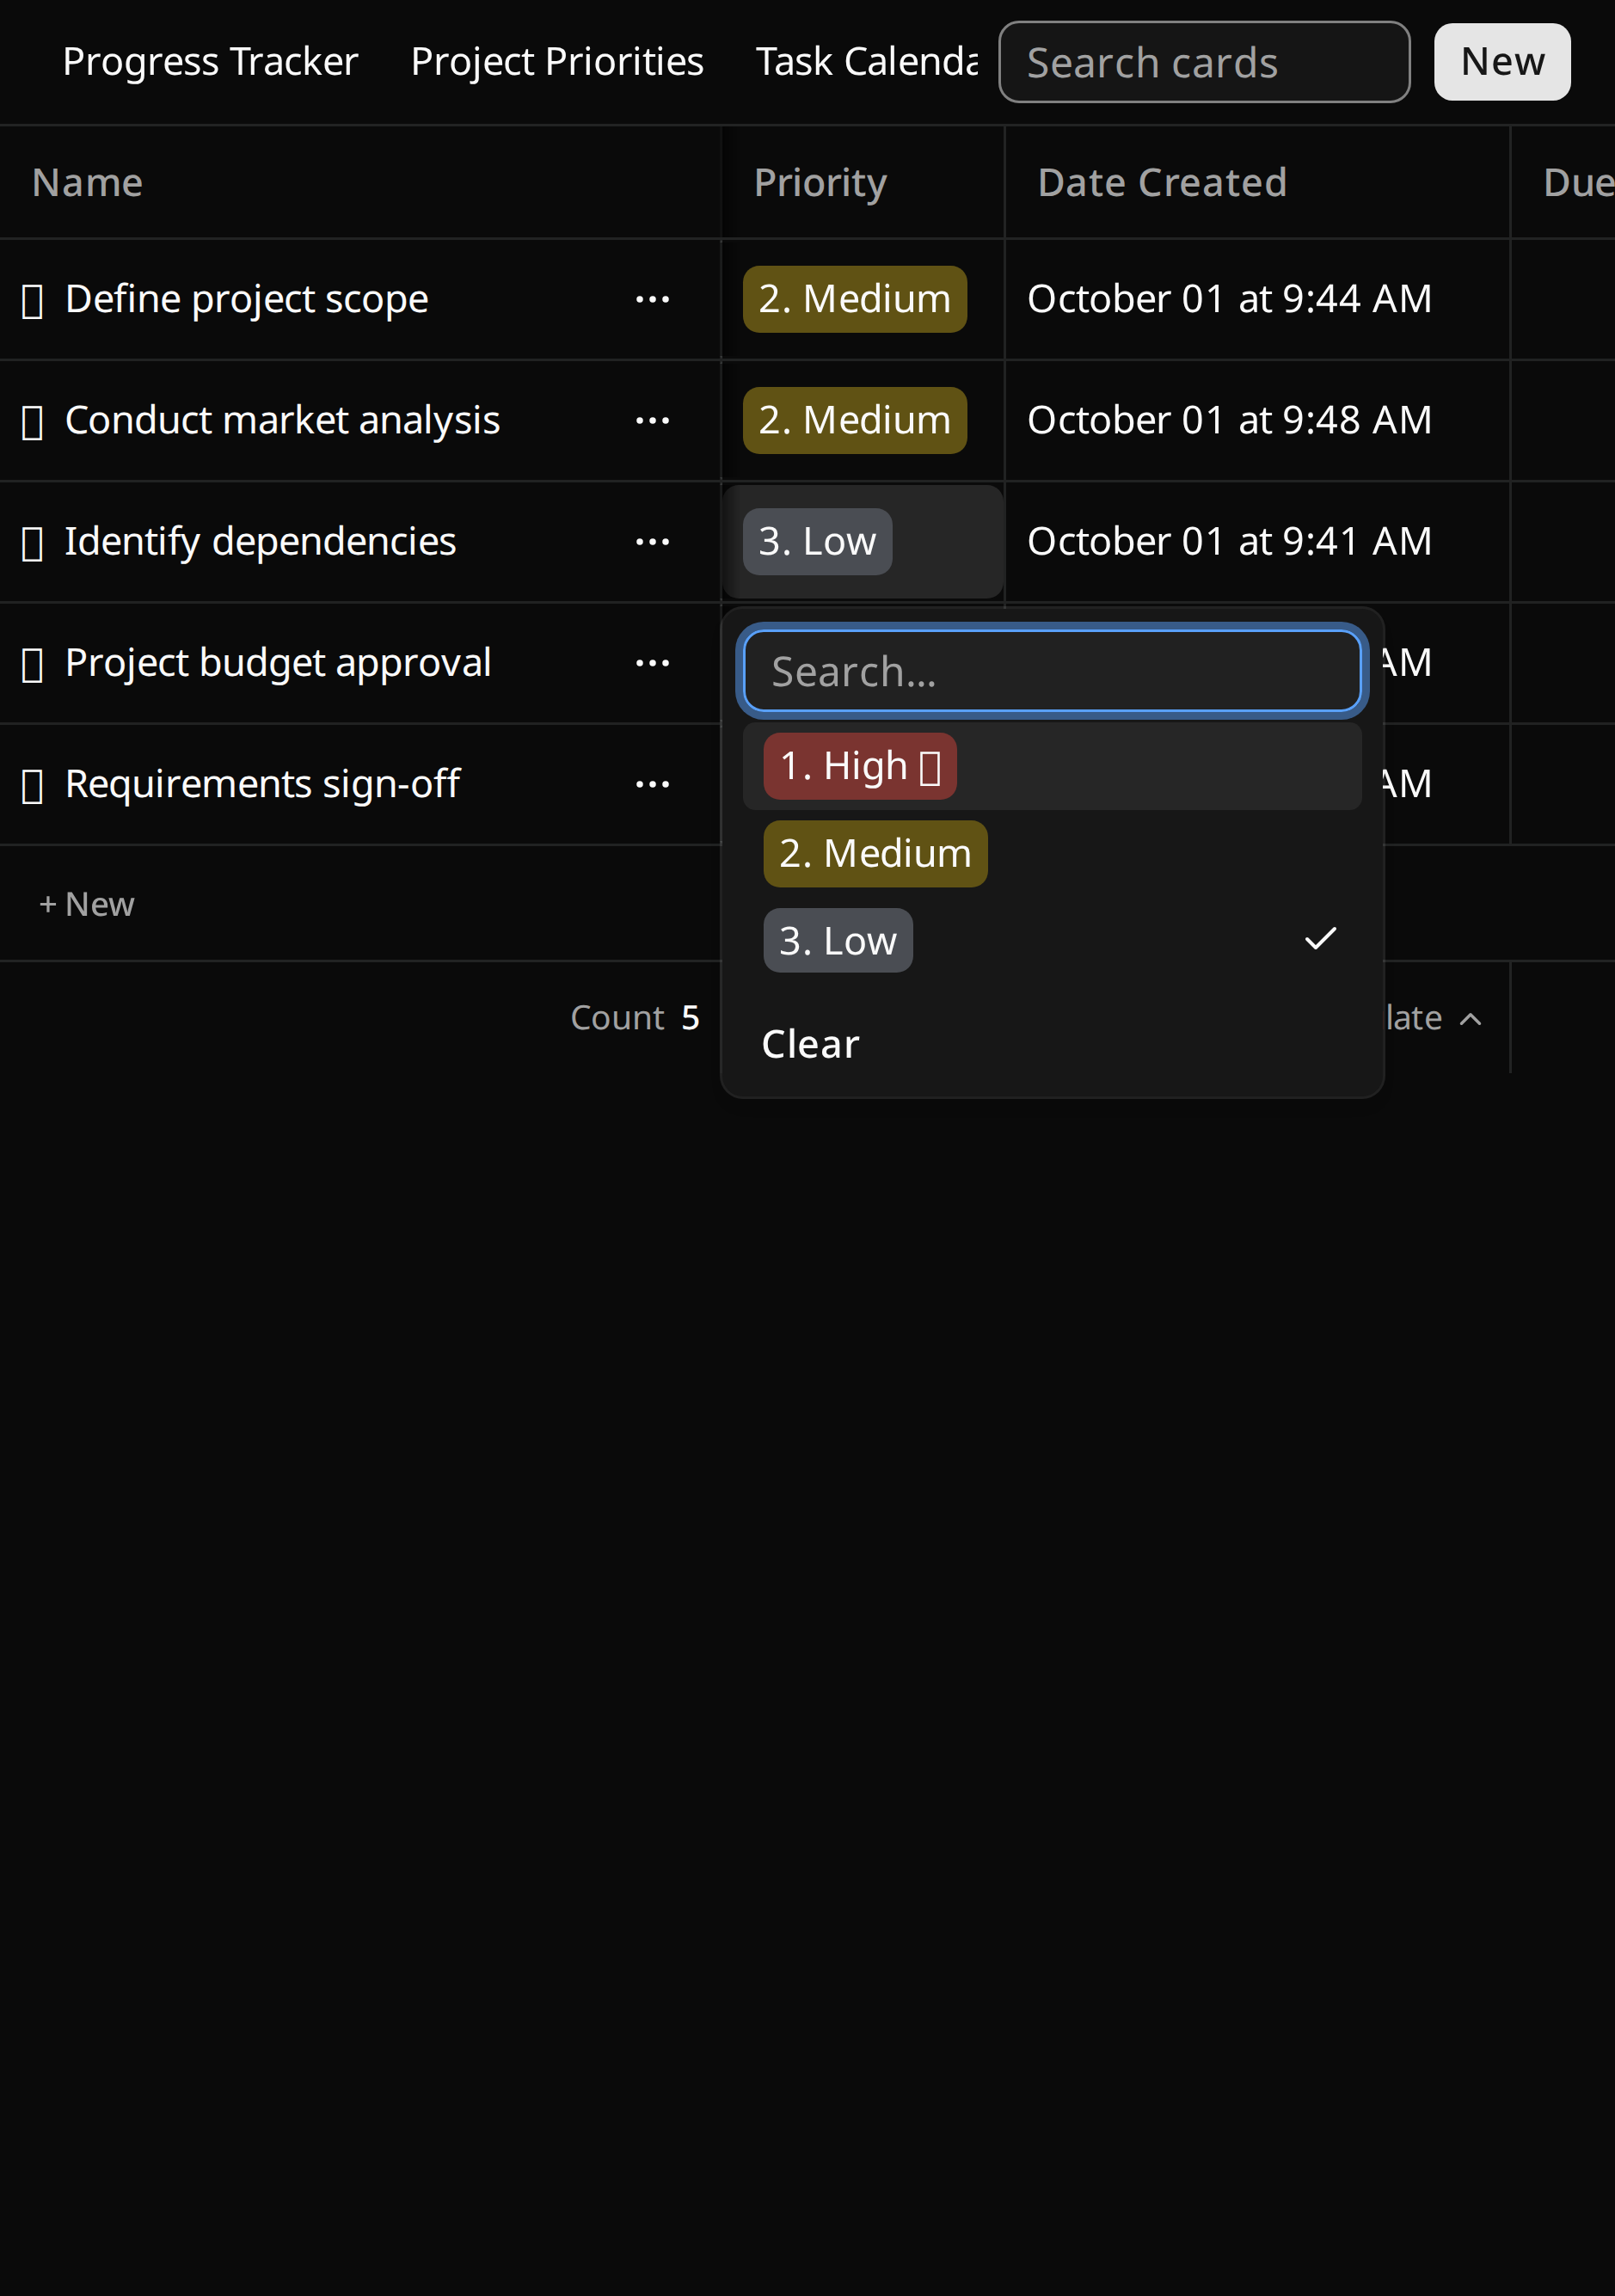 Progress Tracker Project Priorities Task Calenda Search cards New
Name Priority Date Created Due
Define project scope ... 2. Medium October 01 at 9:44 AM
Conduct market analysis ... 2. Medium October 01 at 9:48 AM
Identify dependencies ... 3. Low October 01 at 9:41 AM
Project budget approval ... AM
Search...
1. High
Requirements sign-off ... AM
2. Medium
+ New
3. Low
Count 5 late
Clear